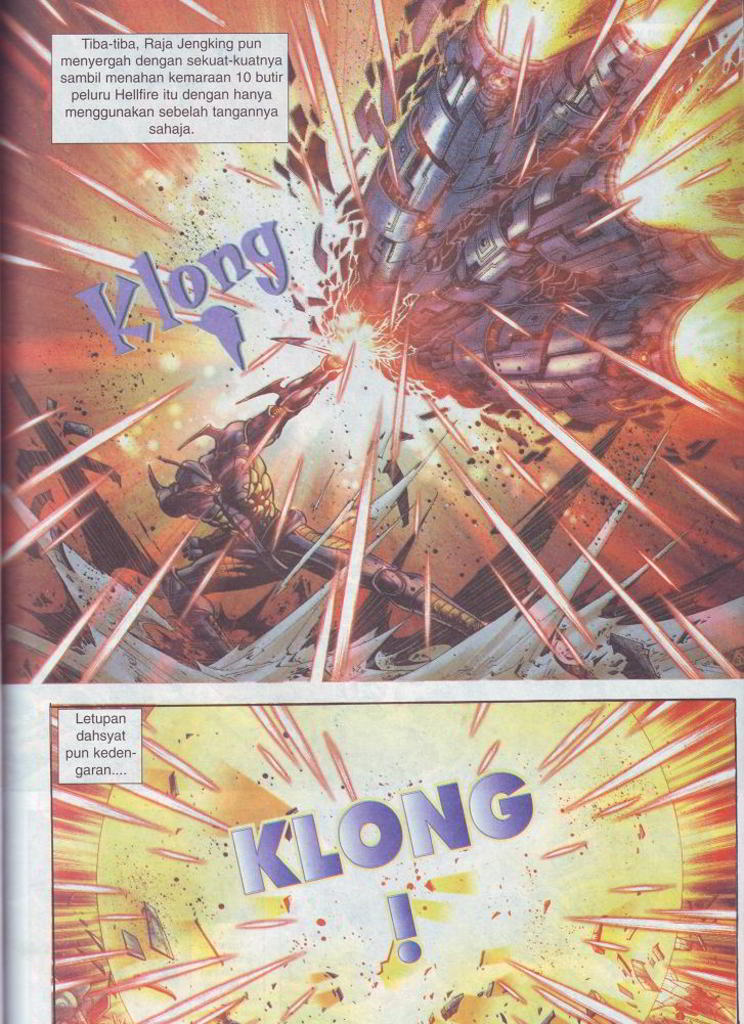 Tiba-tiba, Raja Jengking pun
menyergah dengan sekuat-kuatnya
sambil menahan kemaraan 10 butir
peluru Hellfire itu dengan hanya
menggunakan sebelah tangannya
sahaja.
Klong
!
Letupan
dahsyat
pun keden-
garan....
KLONG
!